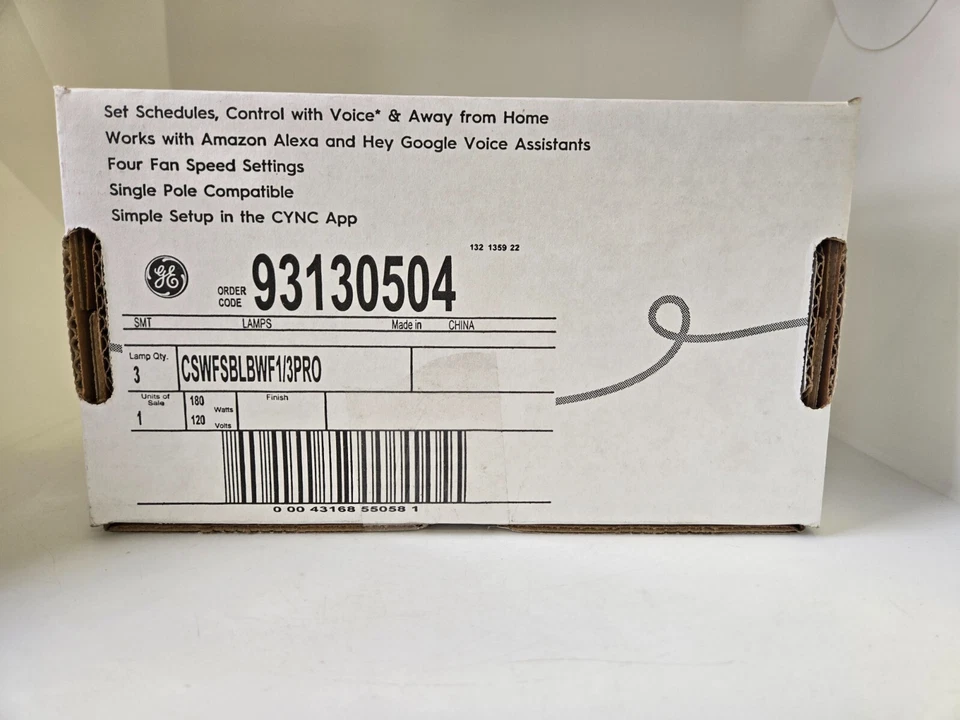 Set Schedules, Control with Voice* & Away from Home
Works with Amazon Alexa and Hey Google Voice Assistants
Four Fan Speed Settings
Single Pole Compatible
Simple Setup in the CYNC App
132 1359 22
GE
ORDER CODE 93130504
SMT LAMPS Made in CHINA
Lamp Qty. 3 CSWFSBLBWF1/3PRO
Units of Sale 1 180 Watts 120 Volts Finish
0 00 43168 55058 1